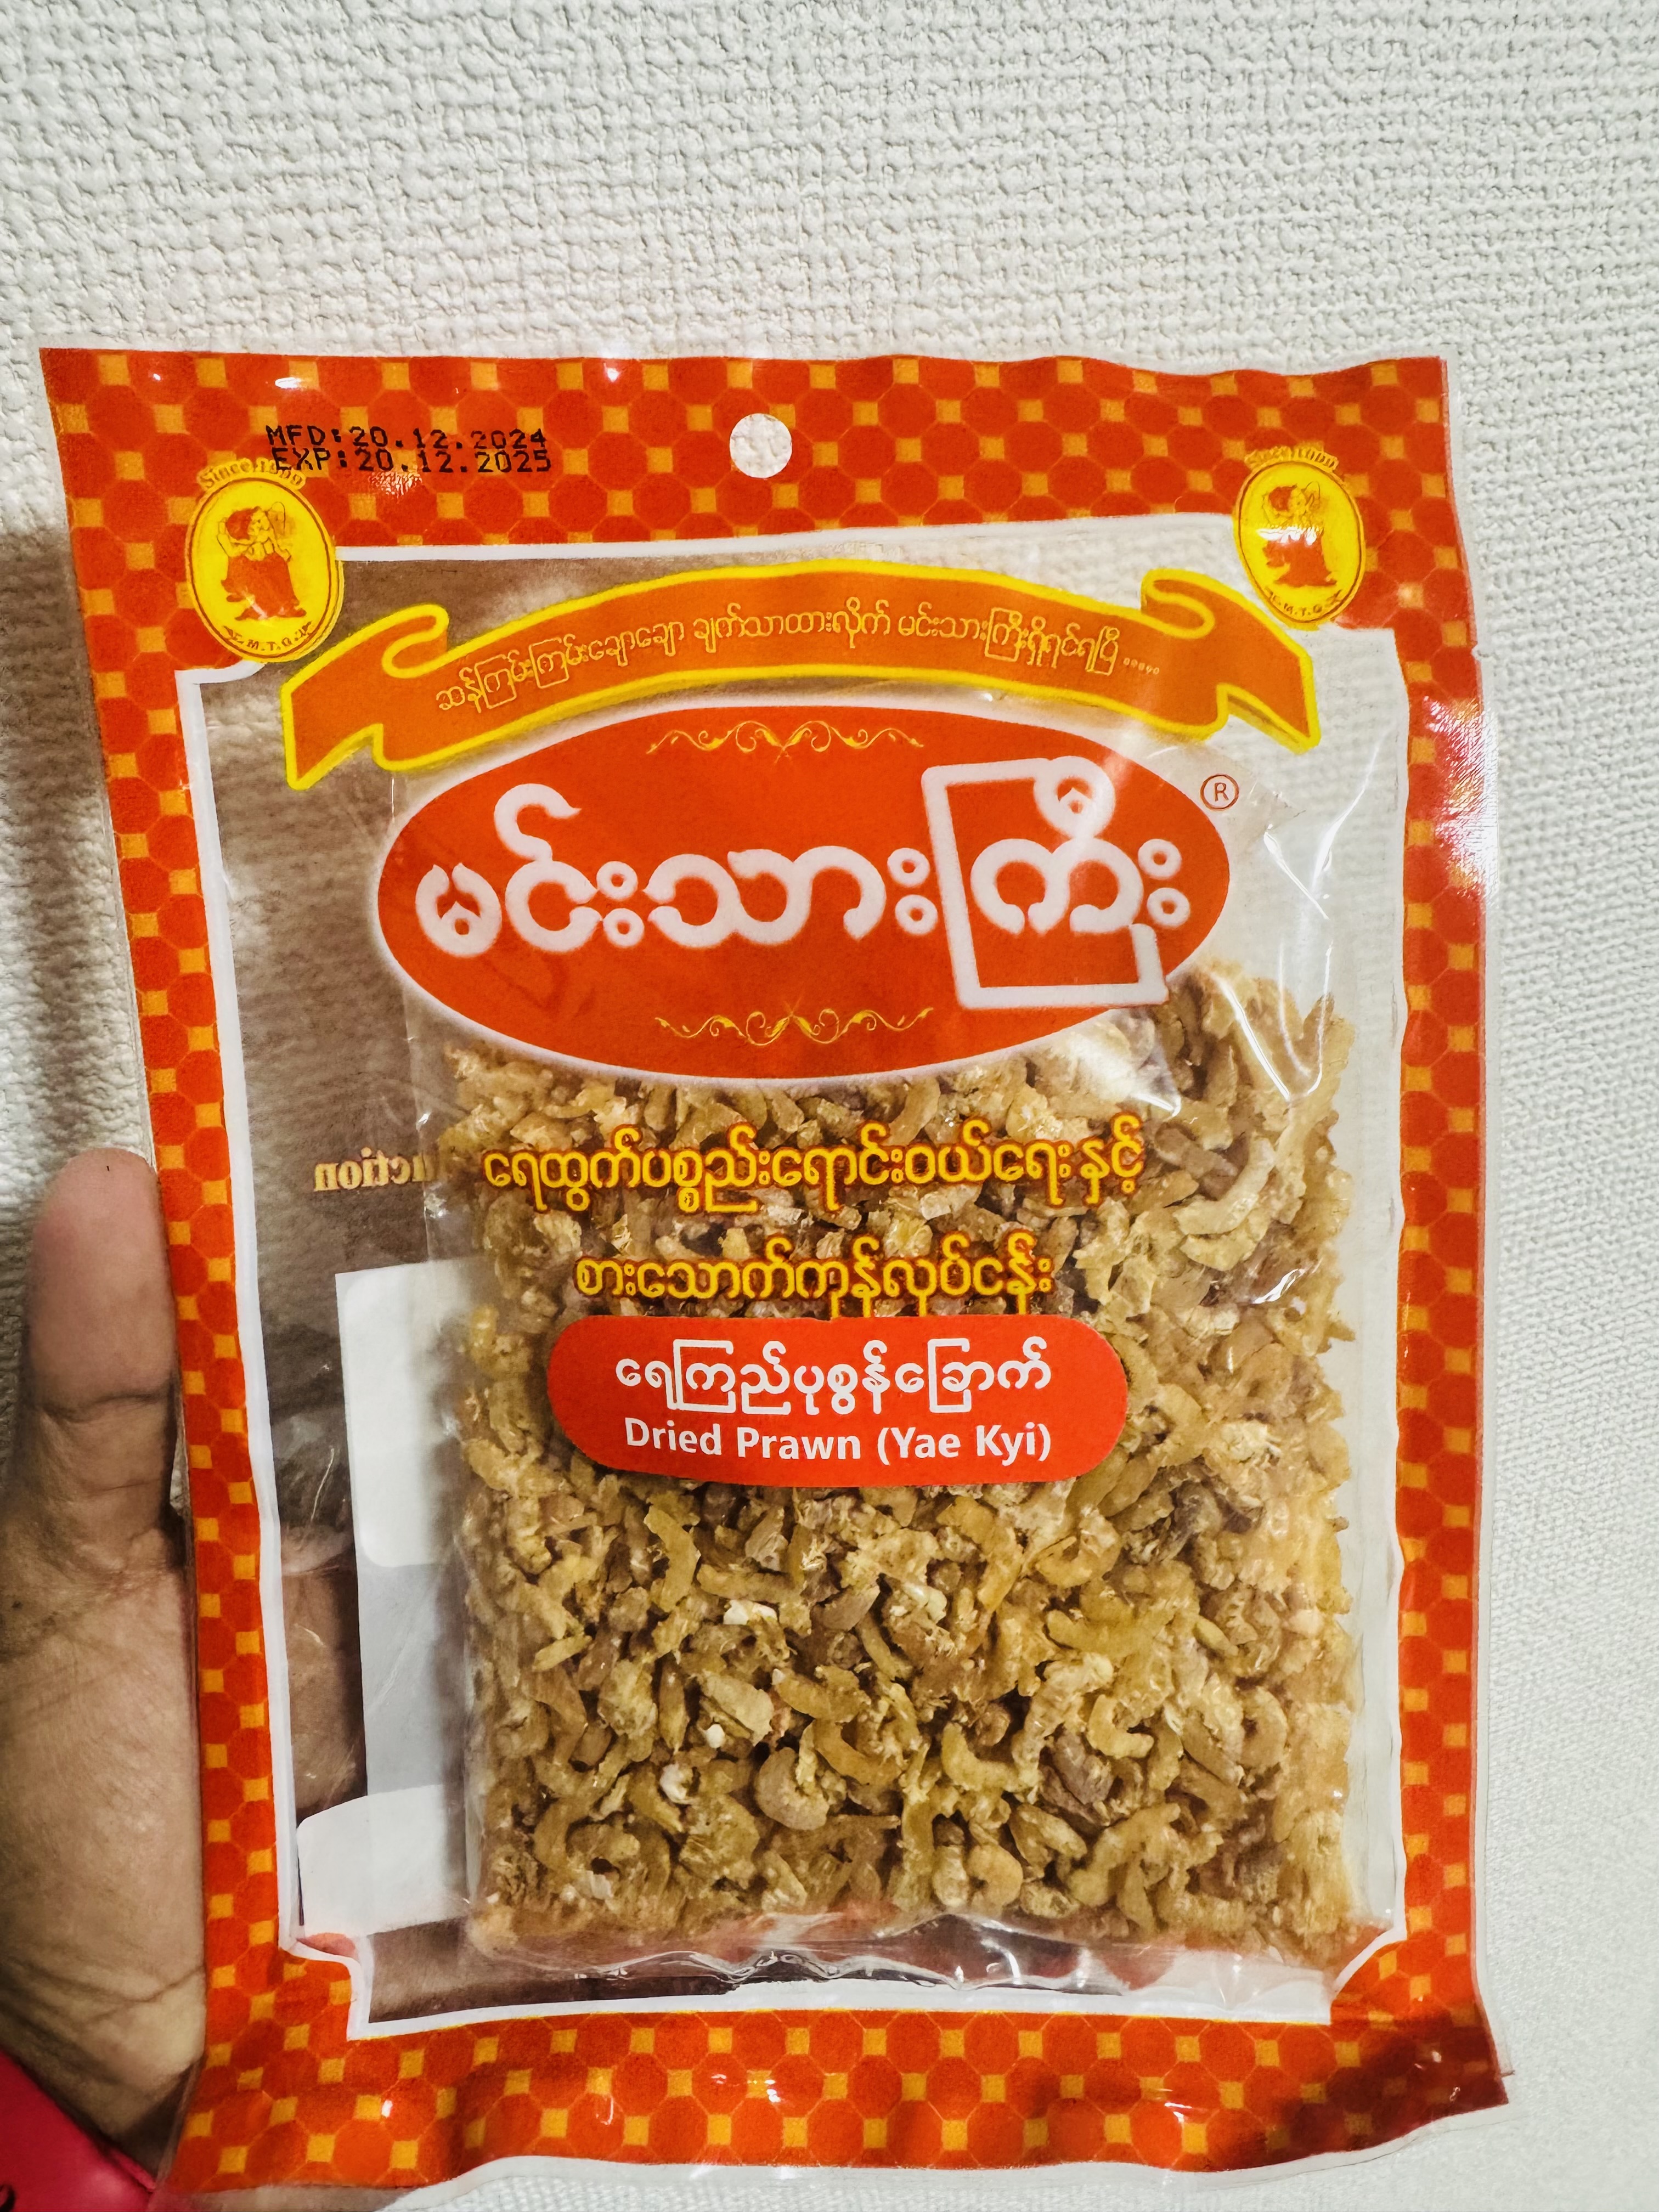 MFD:20.12.2024
EXP:20.12.2025
ဆန်ကြမ်းကြမ်းချောချော ချက်သာထားလိုက် မင်းသားကြီးရှိရင်ရပြီ .....
မင်းသားကြီး ®
ရေထွက်ပစ္စည်းရောင်းဝယ်ရေးနှင့်
စားသောက်ကုန်လုပ်ငန်း
ရေကြည်ပုစွန်ခြောက်
Dried Prawn (Yae Kyi)